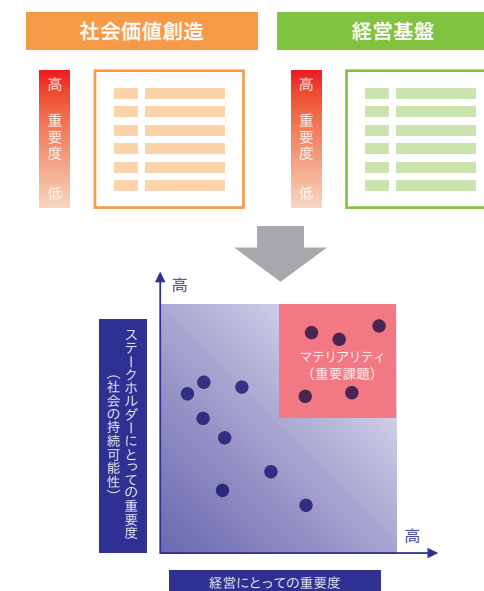 社会価値創造
経営基盤
高
重要度
低
高
重要度
低
高
マテリアリティ
（重要課題）
ステークホルダーにとっての重要度
（社会の持続可能性）
高
経営にとっての重要度